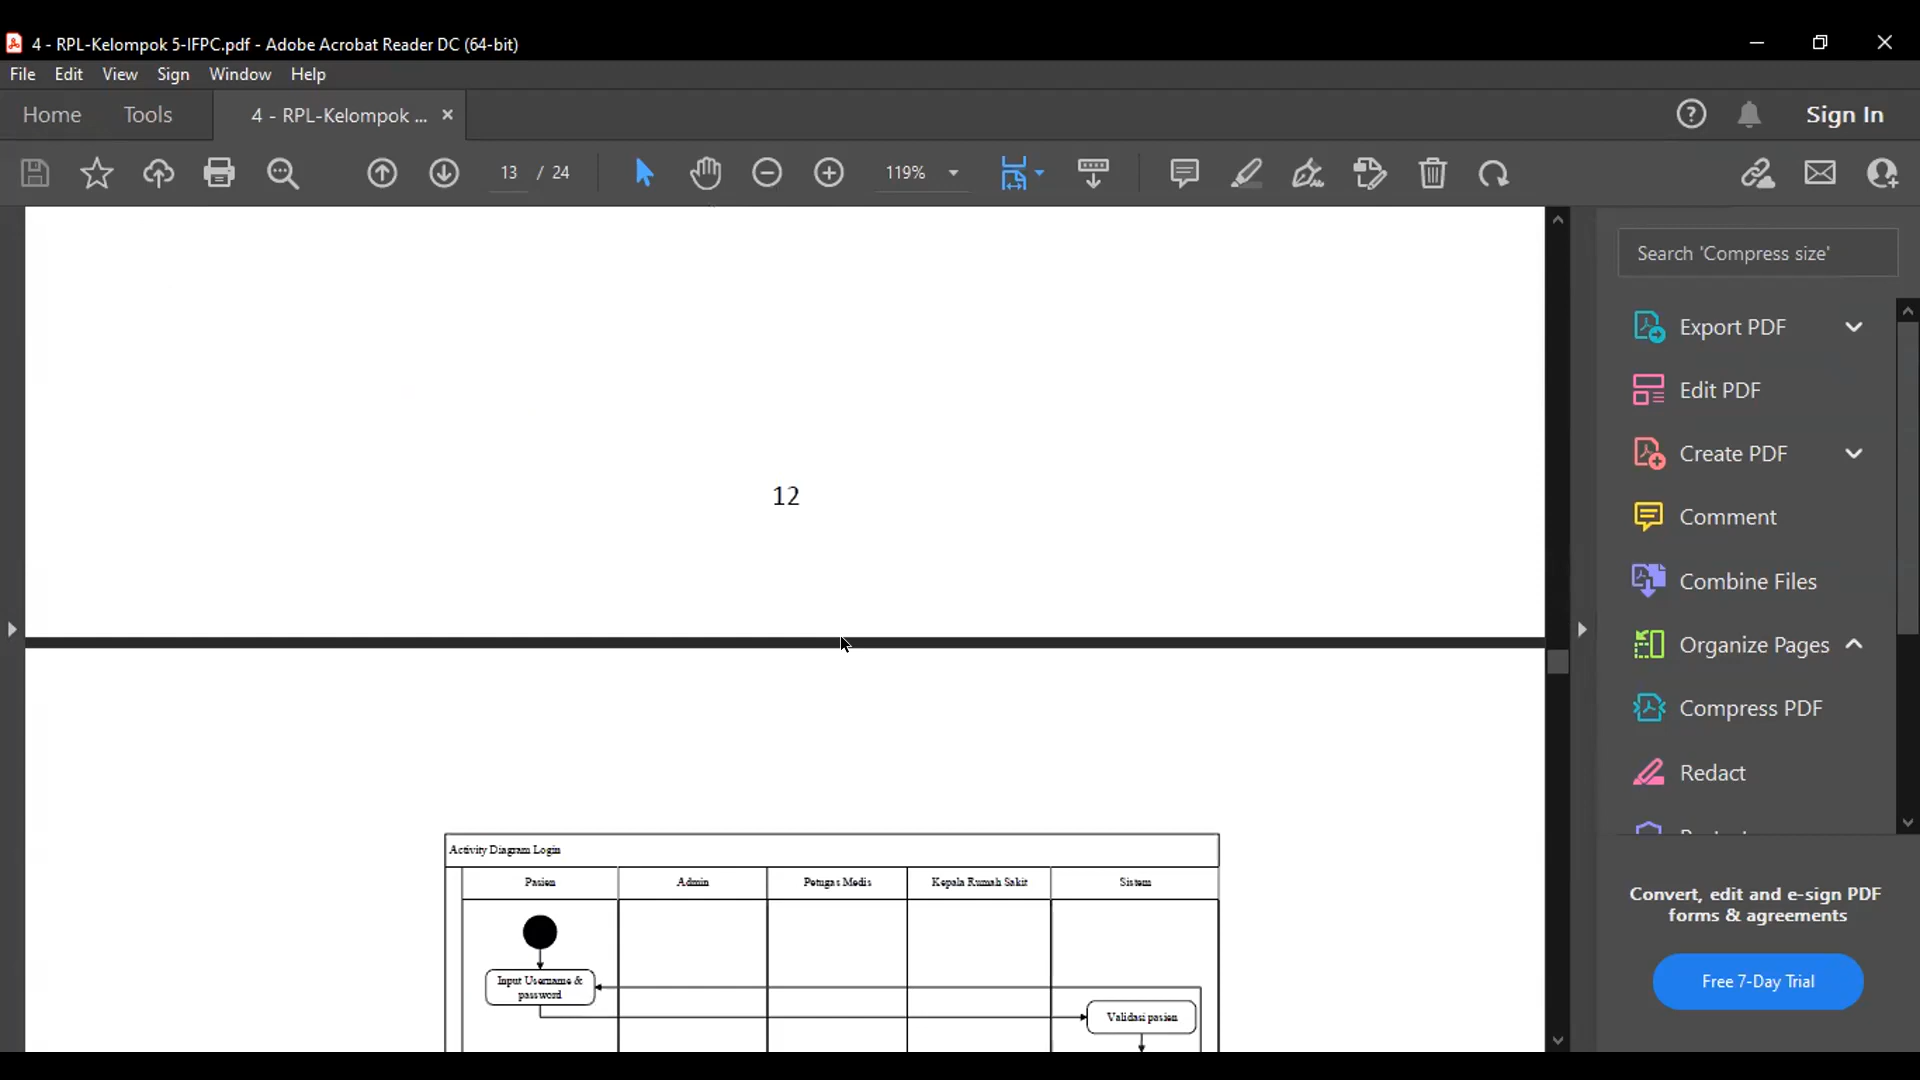 4 - RPL-Kelompok 5-IFPC.pdf - Adobe Acrobat Reader DC (64-bit)
File Edit View Sign Window Help
Home Tools 4 - RPL-Kelompok ... × Sign In
13 / 24 119%
Search 'Compress size'
Export PDF
Edit PDF
Create PDF
Comment
Combine Files
Organize Pages
Compress PDF
Redact
Convert, edit and e-sign PDF
forms & agreements
Free 7-Day Trial
12
Activity Diagram Login
Pasien Admin Petugas Medis Kepala Rumah Sakit Sistem
Input Username &
password
Validasi pasien